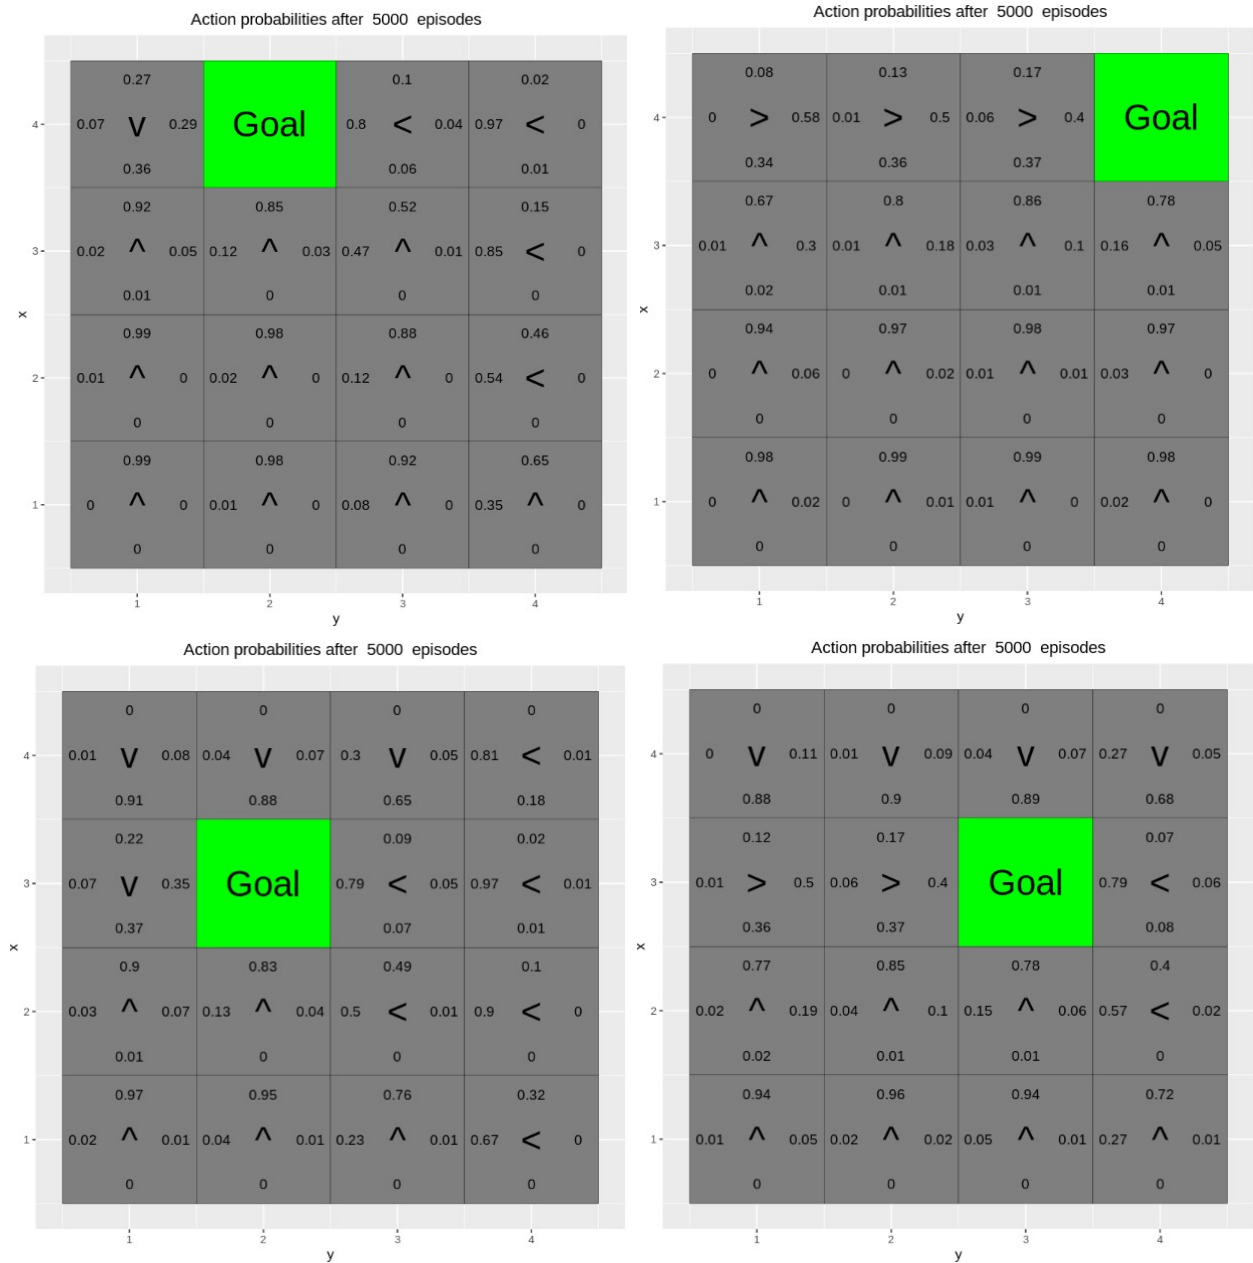 Action probabilities after 5000 episodes
0.27 Goal 0.1 0.02
4 0.07 V 0.29 0.8 < 0.04 0.97 < 0
0.36 0.06 0.01
0.92 0.85 0.52 0.15
3 0.02 ^ 0.05 0.12 ^ 0.03 0.47 ^ 0.01 0.85 < 0
0.01 0 0 0
0.99 0.98 0.88 0.46
2 0.01 ^ 0 0.02 ^ 0 0.12 ^ 0 0.54 < 0
0 0 0 0
0.99 0.98 0.92 0.65
1 0 ^ 0 0.01 ^ 0 0.08 ^ 0 0.35 ^ 0
0 0 0 0
1 2 3 4
x
y
Action probabilities after 5000 episodes
0.08 0.13 0.17 Goal
4 0 > 0.58 0.01 > 0.5 0.06 > 0.4
0.34 0.36 0.37
0.67 0.8 0.86 0.78
3 0.01 ^ 0.3 0.01 ^ 0.18 0.03 ^ 0.1 0.16 ^ 0.05
0.02 0.01 0.01 0.01
0.94 0.97 0.98 0.97
2 0 ^ 0.06 0 ^ 0.02 0.01 ^ 0.01 0.03 ^ 0
0 0 0 0
0.98 0.99 0.99 0.98
1 0 ^ 0.02 0 ^ 0.01 0.01 ^ 0 0.02 ^ 0
0 0 0 0
1 2 3 4
x
y
Action probabilities after 5000 episodes
0 0 0 0
4 0.01 V 0.08 0.04 V 0.07 0.3 V 0.05 0.81 < 0.01
0.91 0.88 0.65 0.18
0.22 Goal 0.09 0.02
3 0.07 V 0.35 0.79 < 0.05 0.97 < 0.01
0.37 0.07 0.01
0.9 0.83 0.49 0.1
2 0.03 ^ 0.07 0.13 ^ 0.04 0.5 < 0.01 0.9 < 0
0.01 0 0 0
0.97 0.95 0.76 0.32
1 0.02 ^ 0.01 0.04 ^ 0.01 0.23 ^ 0.01 0.67 < 0
0 0 0 0
1 2 3 4
x
y
Action probabilities after 5000 episodes
0 0 0 0
4 0 V 0.11 0.01 V 0.09 0.04 V 0.07 0.27 V 0.05
0.88 0.9 0.89 0.68
0.12 0.17 Goal 0.07
3 0.01 > 0.5 0.06 > 0.4 0.79 < 0.06
0.36 0.37 0.08
0.77 0.85 0.78 0.4
2 0.02 ^ 0.19 0.04 ^ 0.1 0.15 ^ 0.06 0.57 < 0.02
0.02 0.01 0.01 0
0.94 0.96 0.94 0.72
1 0.01 ^ 0.05 0.02 ^ 0.02 0.05 ^ 0.01 0.27 ^ 0.01
0 0 0 0
1 2 3 4
x
y